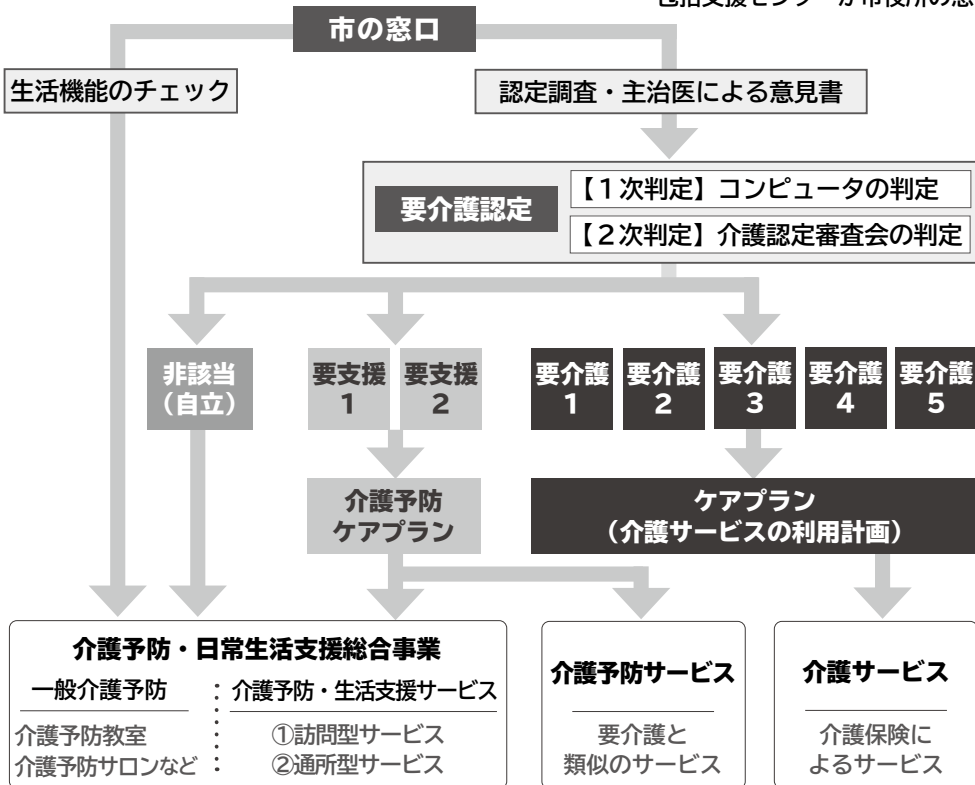 市の窓口
生活機能のチェック
認定調査・主治医による意見書
要介護認定
【1次判定】コンピュータの判定
【2次判定】介護認定審査会の判定
非該当
（自立）
要支援
1
要支援
2
要介護
1
要介護
2
要介護
3
要介護
4
要介護
5
介護予防
ケアプラン
ケアプラン
（介護サービスの利用計画）
介護予防・日常生活支援総合事業
一般介護予防
介護予防教室
介護予防サロンなど
介護予防・生活支援サービス
①訪問型サービス
②通所型サービス
介護予防サービス
要介護と
類似のサービス
介護サービス
介護保険に
よるサービス